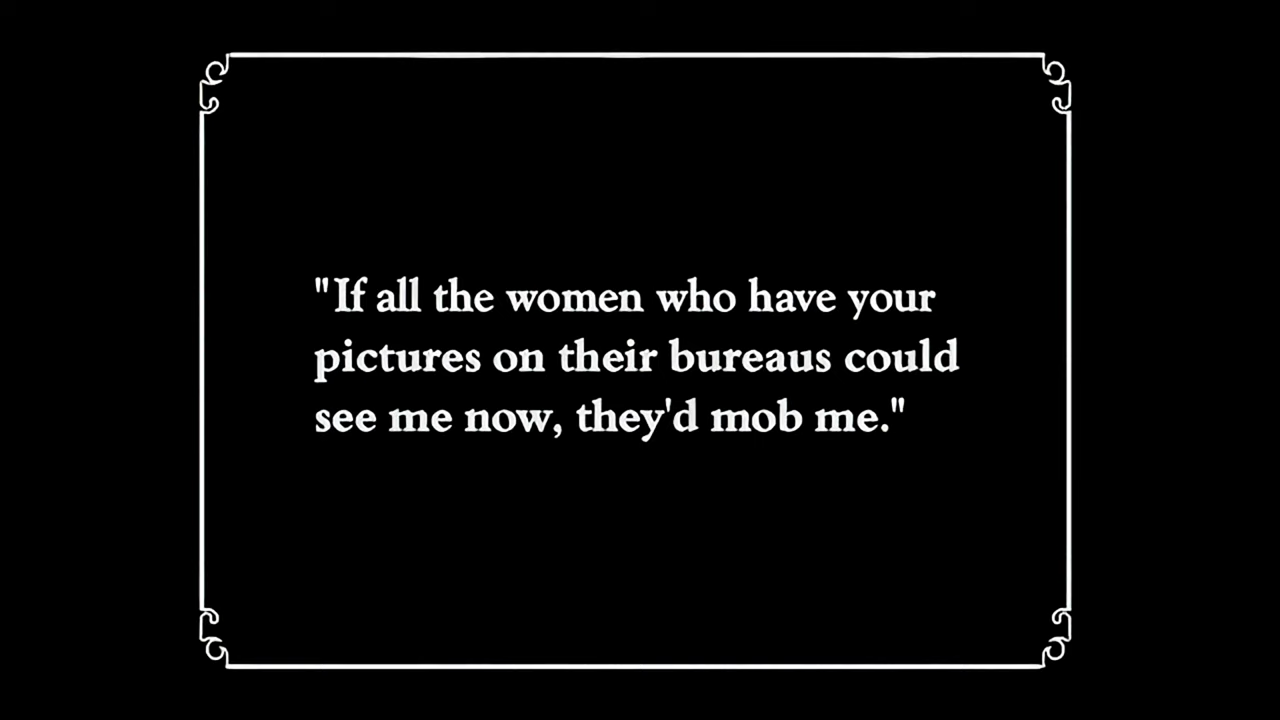 "If all the women who have your
pictures on their bureaus could
see me now, they'd mob me."